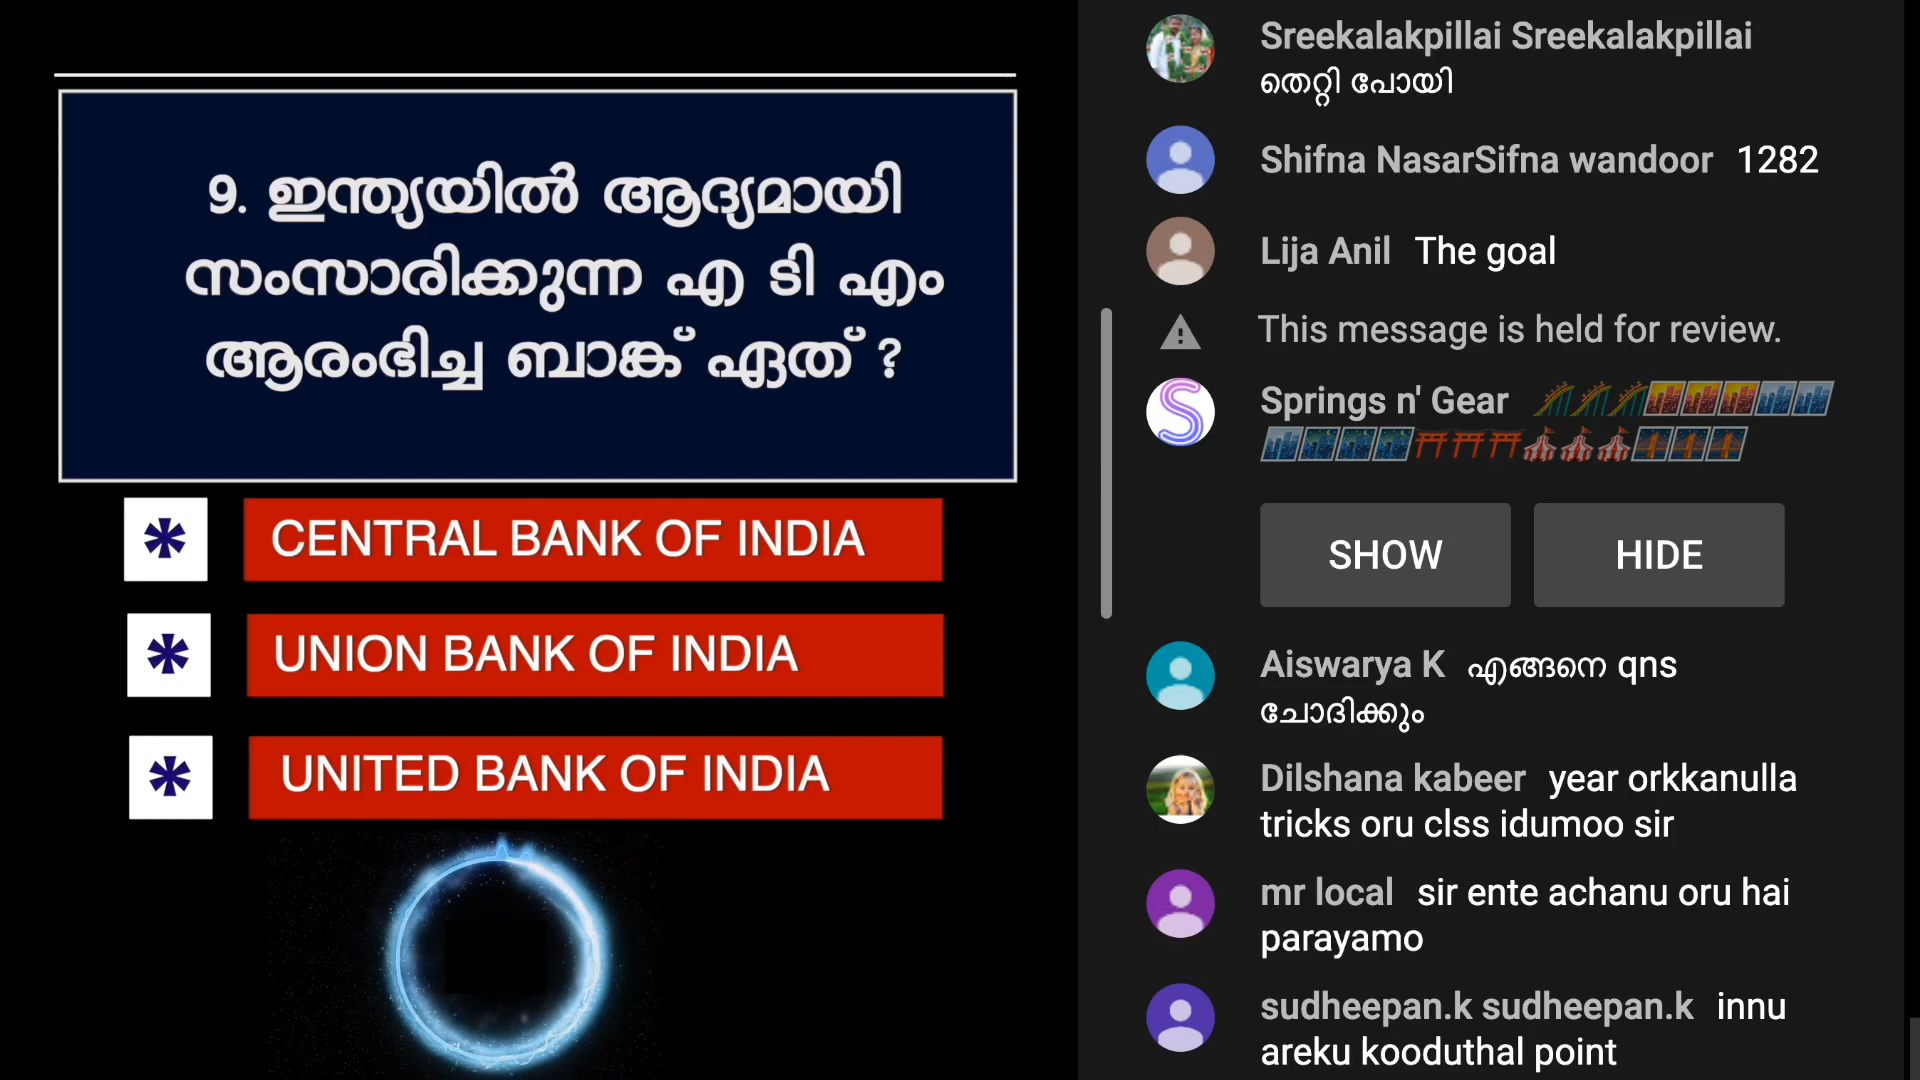 9. ഇന്ത്യയിൽ ആദ്യമായി
സംസാരിക്കുന്ന എ ടി എം
ആരംഭിച്ച ബാങ്ക് ഏത് ?
* CENTRAL BANK OF INDIA
* UNION BANK OF INDIA
* UNITED BANK OF INDIA
Sreekalakpillai Sreekalakpillai
തെറ്റി പോയി
Shifna NasarSifna wandoor 1282
Lija Anil The goal
This message is held for review.
Springs n' Gear
SHOW HIDE
Aiswarya K എങ്ങനെ qns
ചോദിക്കും
Dilshana kabeer year orkkanulla
tricks oru clss idumoo sir
mr local sir ente achanu oru hai
parayamo
sudheepan.k sudheepan.k innu
areku kooduthal point